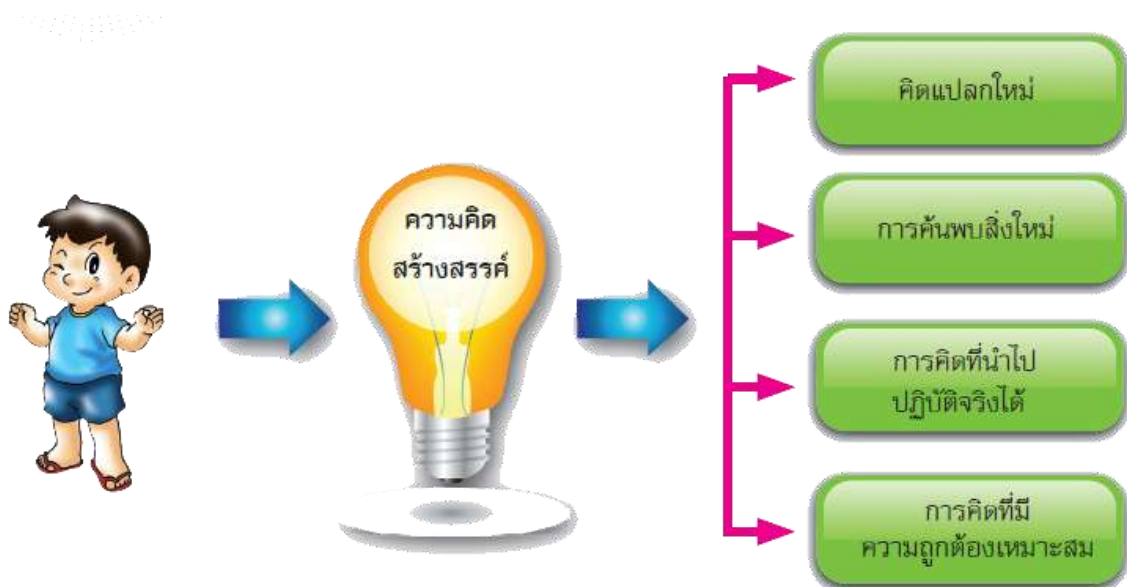 ความคิด
สร้างสรรค์
คิดแปลกใหม่
การค้นพบสิ่งใหม่
การคิดที่นำไป
ปฏิบัติจริงได้
การคิดที่มี
ความถูกต้องเหมาะสม